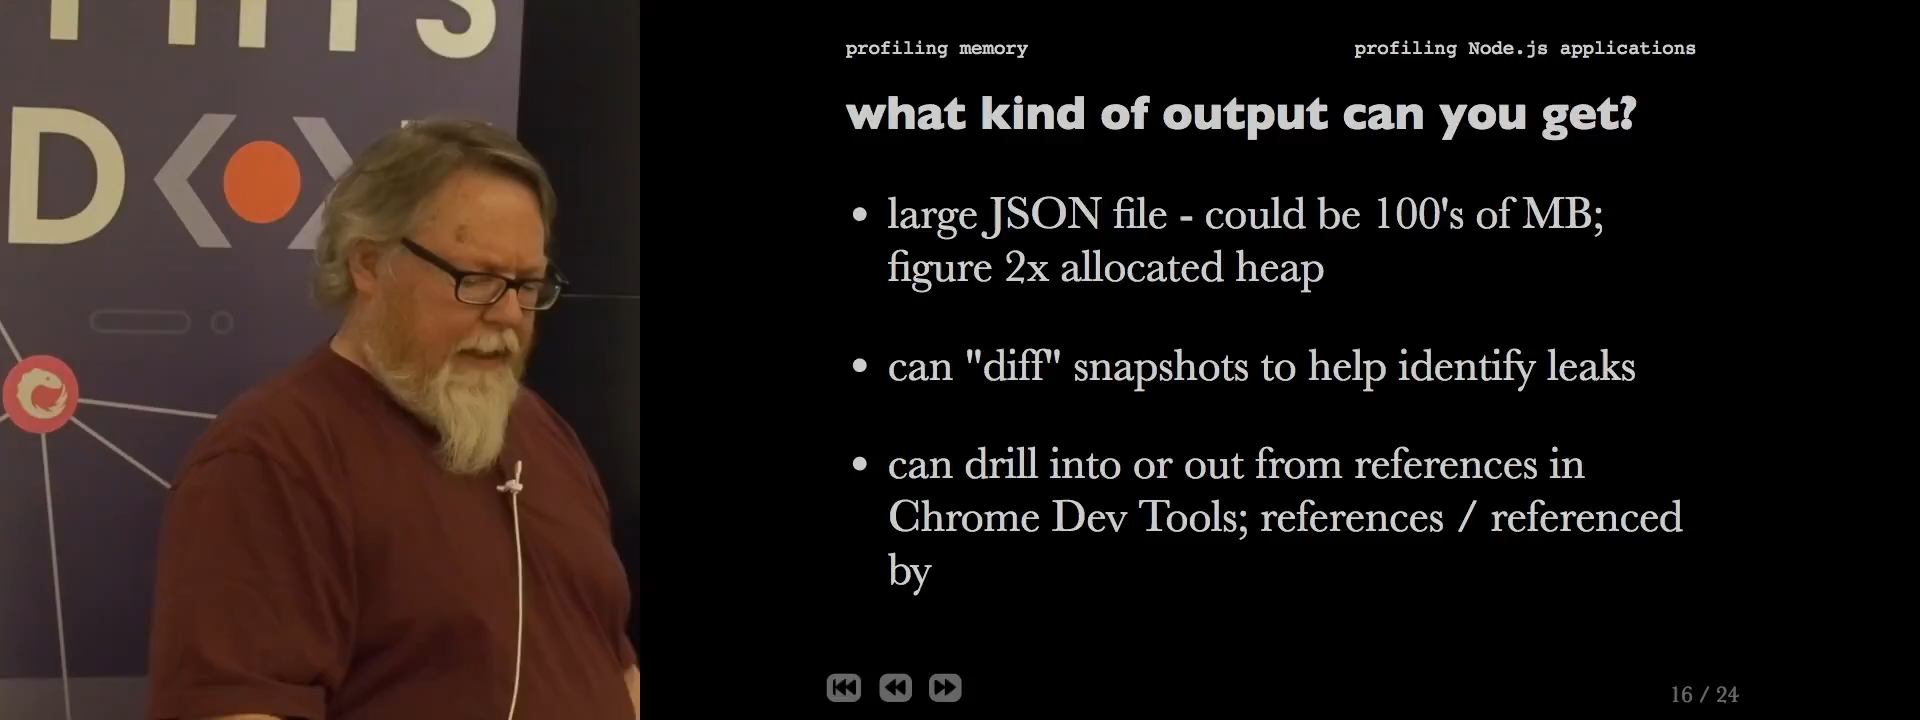 D
profiling memory
profiling Node.js applications
what kind of output can you get?
• large JSON file - could be 100's of MB;
figure 2x allocated heap
• can "diff" snapshots to help identify leaks
• can drill into or out from references in
Chrome Dev Tools; references / referenced
by
16 / 24